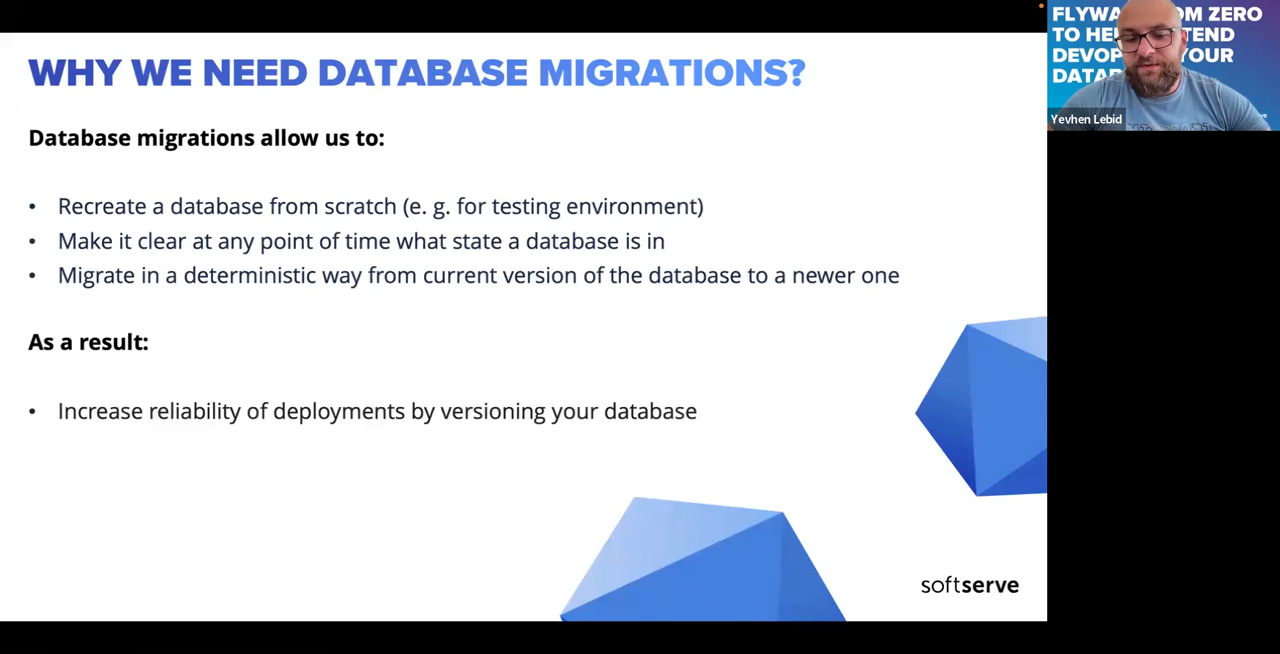 WHY WE NEED DATABASE MIGRATIONS?
Database migrations allow us to:
• Recreate a database from scratch (e. g. for testing environment)
• Make it clear at any point of time what state a database is in
• Migrate in a deterministic way from current version of the database to a newer one
As a result:
• Increase reliability of deployments by versioning your database
softserve
FLYWA OM ZERO
TO HE TEND
DEVOP YOUR
DATA
Yevhen Lebid